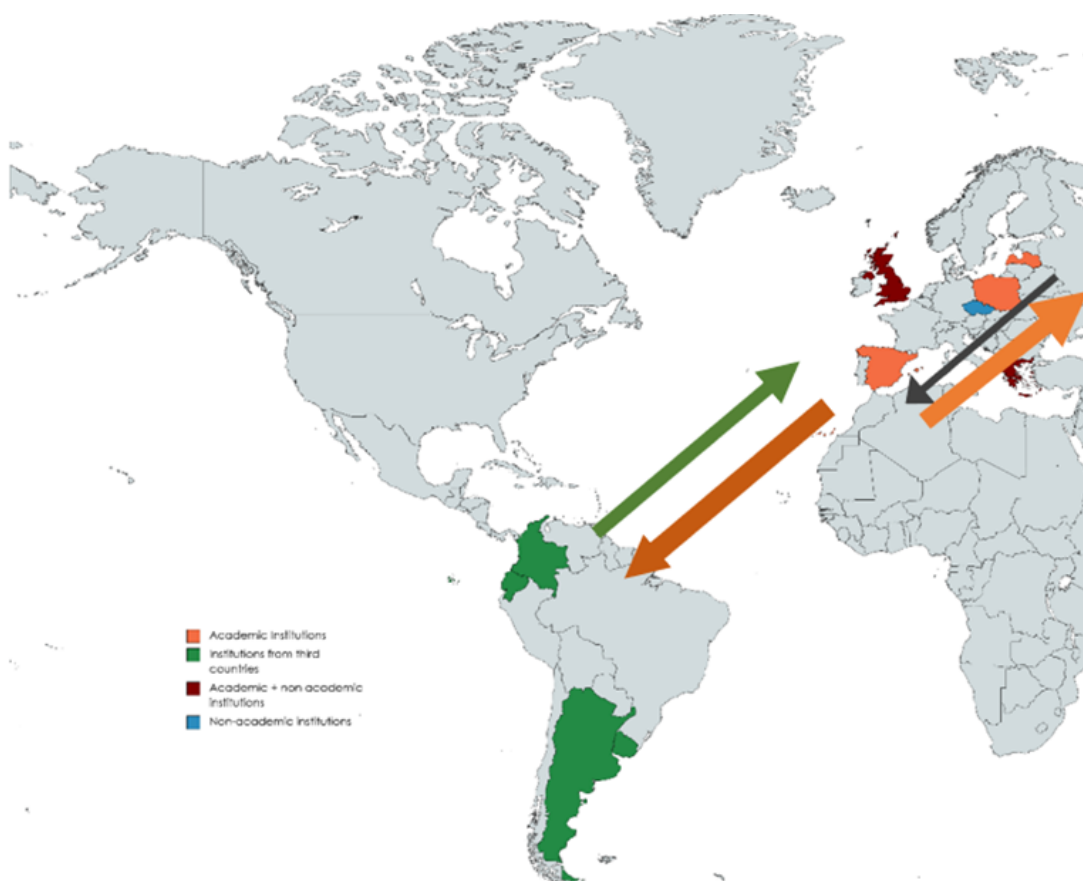 Academic Institutions
Institutions from third
countries
Academic + non academic
institutions
Non-academic institutions